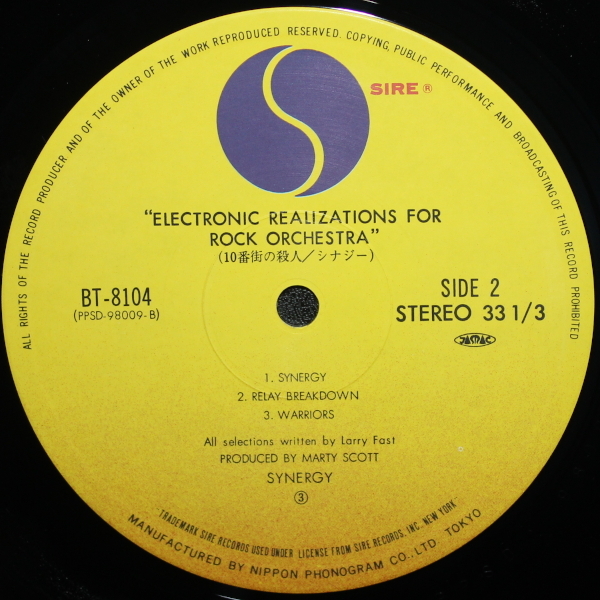 ALL RIGHTS OF THE RECORD PRODUCER AND OF THE OWNER OF THE WORK REPRODUCED RESERVED. COPYING, PUBLIC PERFORMANCE AND BROADCASTING OF THIS RECORD PROHIBITED
SIRE ®
"ELECTRONIC REALIZATIONS FOR
ROCK ORCHESTRA"
(10番街の殺人/シナジー)
BT-8104
(PPSD-98009-B)
SIDE 2
STEREO 33 1/3
JASRAC
1. SYNERGY
2. RELAY BREAKDOWN
3. WARRIORS
All selections written by Larry Fast
PRODUCED BY MARTY SCOTT
SYNERGY
③
"TRADEMARK SIRE RECORDS USED UNDER LICENSE FROM SIRE RECORDS, INC. NEW YORK"
MANUFACTURED BY NIPPON PHONOGRAM CO., LTD. TOKYO